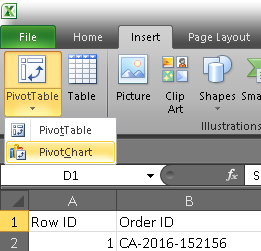 File Home Insert Page Layout
PivotTable Table Picture Clip Art Shapes
Illustrations
PivotTable
PivotChart
D1 fx S
A B
1 Row ID Order ID
2 1 CA-2016-152156